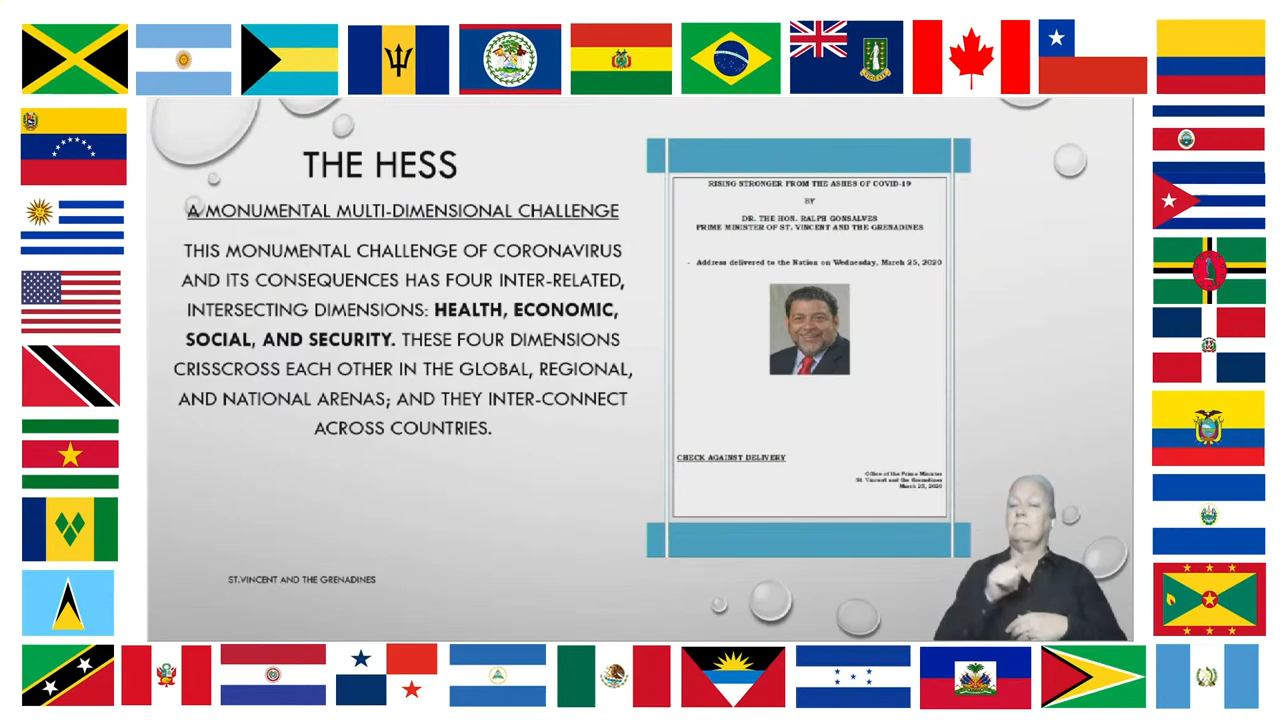 THE HESS
A MONUMENTAL MULTI-DIMENSIONAL CHALLENGE
THIS MONUMENTAL CHALLENGE OF CORONAVIRUS
AND ITS CONSEQUENCES HAS FOUR INTER-RELATED,
INTERSECTING DIMENSIONS: HEALTH, ECONOMIC,
SOCIAL, AND SECURITY. THESE FOUR DIMENSIONS
CRISSCROSS EACH OTHER IN THE GLOBAL, REGIONAL,
AND NATIONAL ARENAS; AND THEY INTER-CONNECT
ACROSS COUNTRIES.
ST.VINCENT AND THE GRENADINES
RISING STRONGER FROM THE ASHES OF COVID-19
BY
DR. THE HON. RALPH GONSALVES
PRIME MINISTER OF ST. VINCENT AND THE GRENADINES
- Address delivered to the Nation on Wednesday, March 25, 2020
CHECK AGAINST DELIVERY
Office of the Prime Minister
St. Vincent and the Grenadines
March 25, 2020